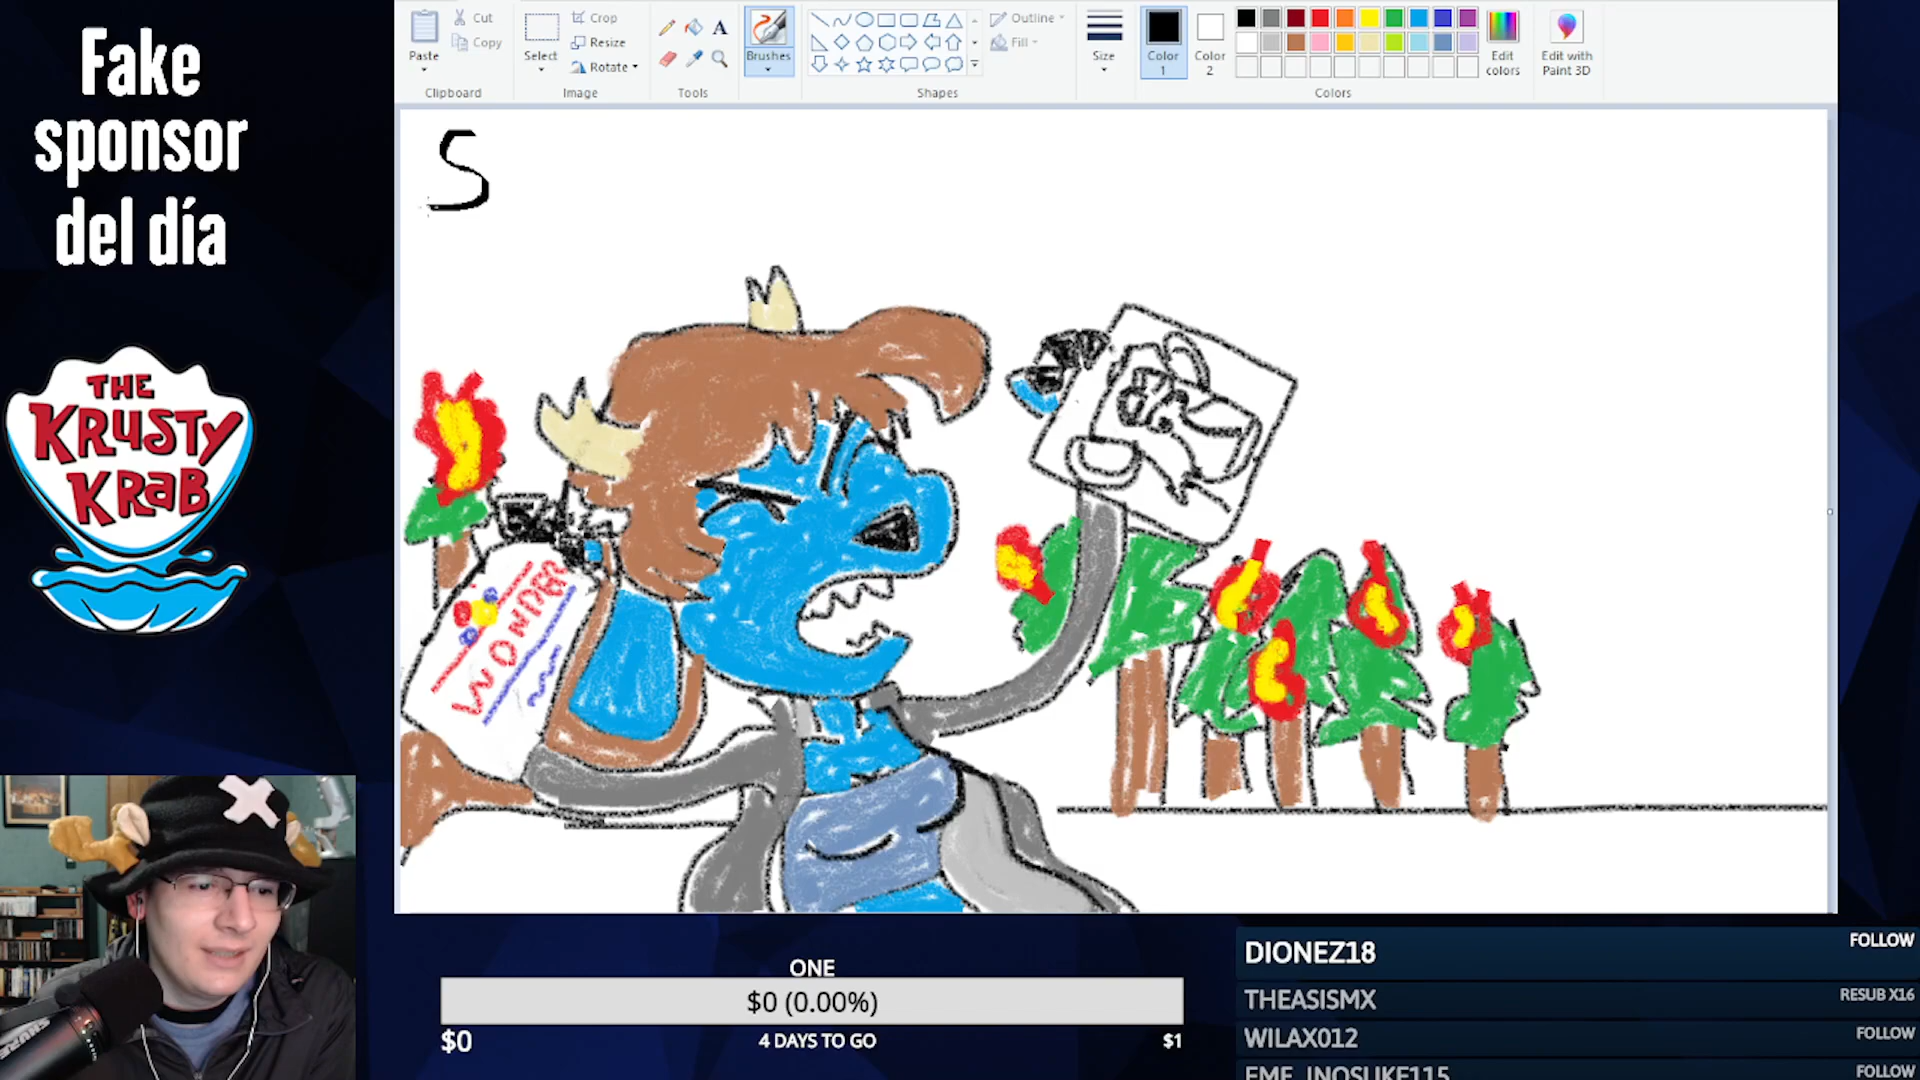 Fake
sponsor
del día
THE
KRUSTY
KRAB
Paste
Cut
Copy
Clipboard
Select
Crop
Resize
Rotate
Image
A
Tools
Brushes
Shapes
Outline
Fill
Size
Color
1
Color
2
Edit
colors
Edit with
Paint 3D
Colors
S
WONDER
SHURE
ONE
$0 (0.00%)
$0
4 DAYS TO GO
$1
DIONEZ18
FOLLOW
THEASISMX
RESUB X16
WILAX012
FOLLOW
EME_INOSUKE115
FOLLOW